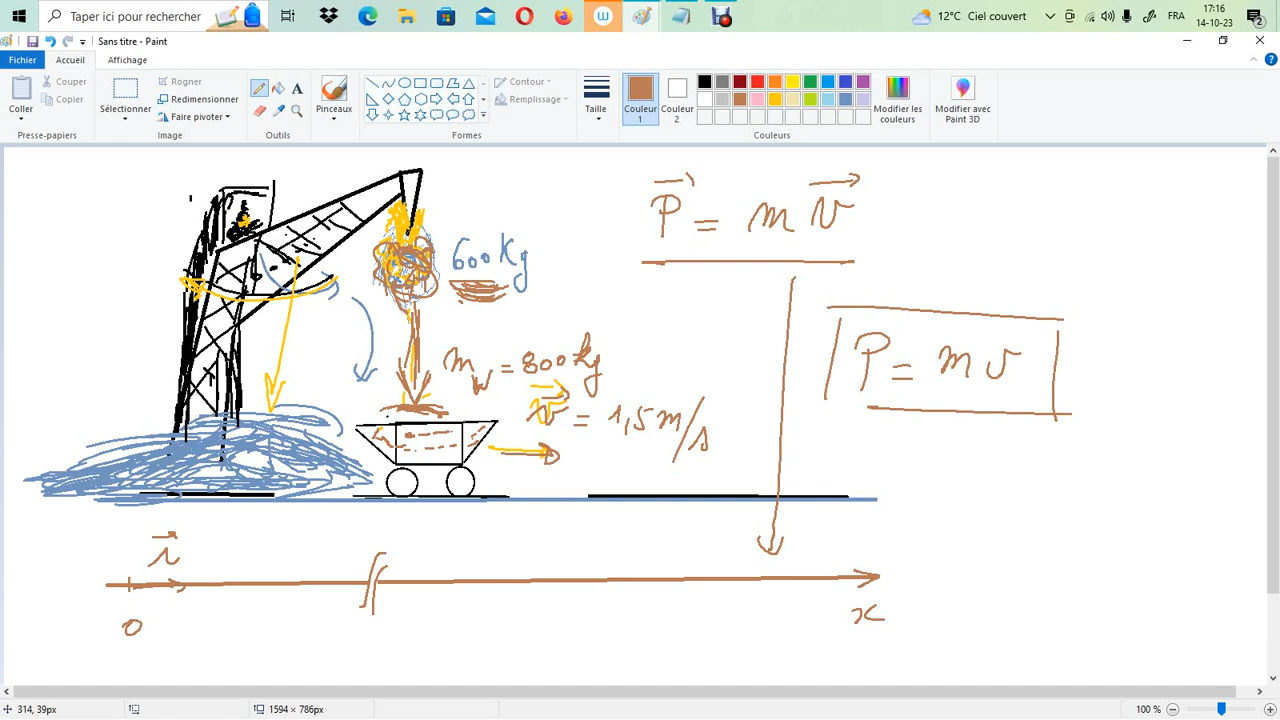 Taper ici pour rechercher
12°C Ciel couvert
FRA
17:16
14-10-23
2
Sans titre - Paint
Fichier
Accueil
Affichage
Coller
Couper
Copier
Presse-papiers
Sélectionner
Rogner
Redimensionner
Faire pivoter
Image
A
Outils
Pinceaux
Contour
Remplissage
Formes
Taille
Couleur 1
Couleur 2
Modifier les couleurs
Couleurs
Modifier avec Paint 3D
P = m v
600 Kg
P = m v
m_W = 800 kg
v = 1,5 m/s
i
0
x
314, 39px
1594 × 786px
100 %